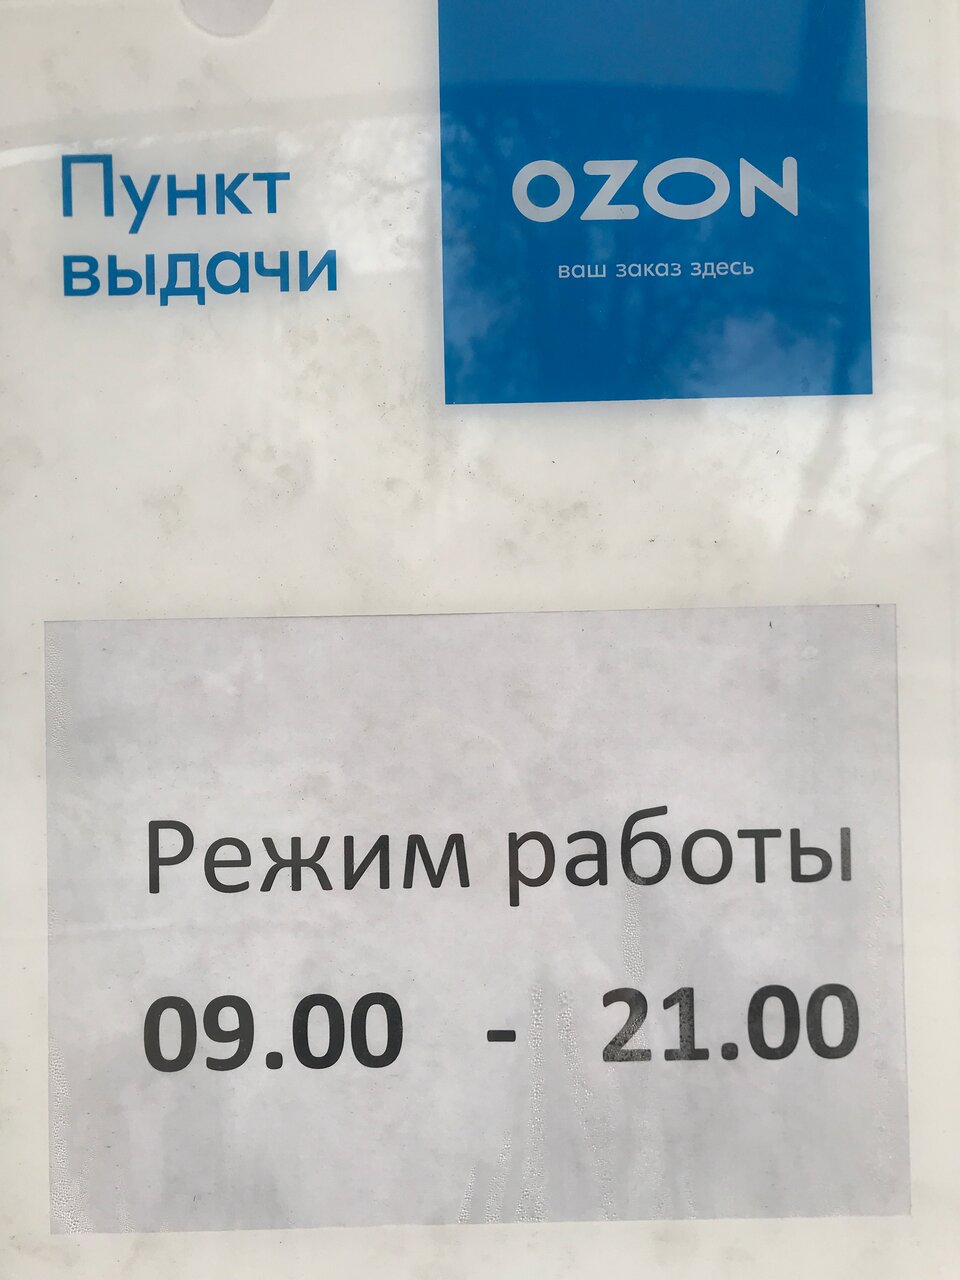 Пункт
выдачи
OZON
ваш заказ здесь
Режим работы
09.00 - 21.00